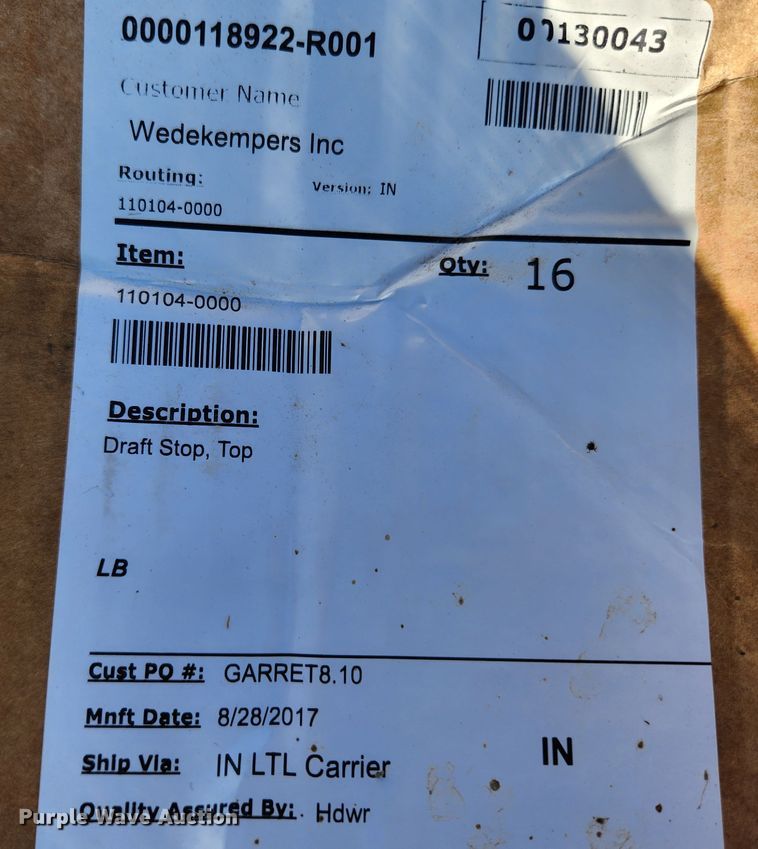 0000118922-R001
Customer Name
Wedekempers Inc
Routing: Version: IN
110104-0000
Item: Qty: 16
110104-0000
Description:
Draft Stop, Top
LB
Cust PO #: GARRET8.10
Mnft Date: 8/28/2017
Ship Via: IN LTL Carrier IN
Quality Assured By: Hdwr
Purple Wave Auction